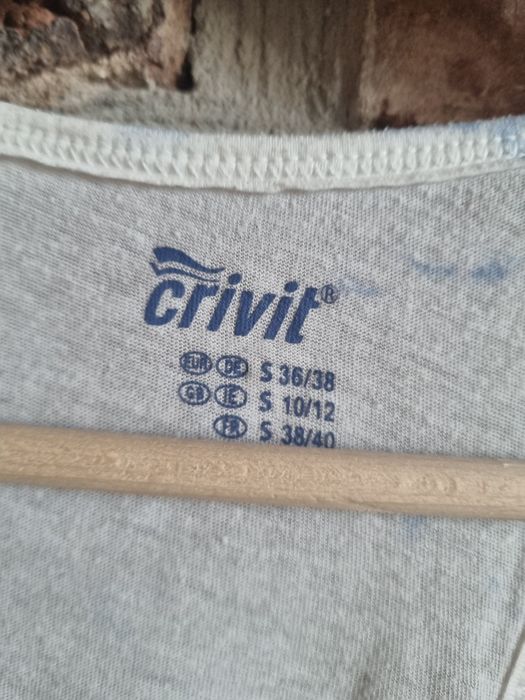 crivit®
EUR DE S 36/38
GB IE S 10/12
FR S 38/40